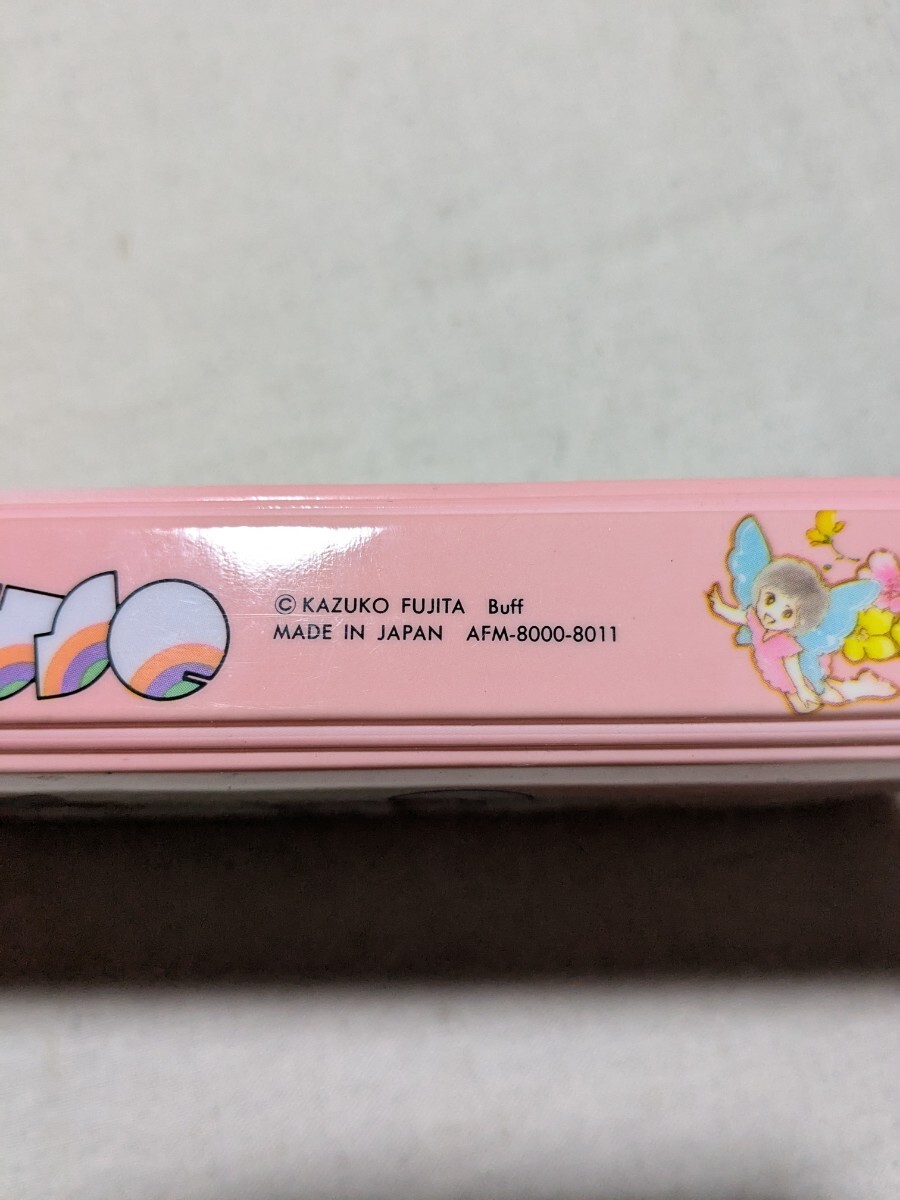 © KAZUKO FUJITA Buff
MADE IN JAPAN AFM-8000-8011